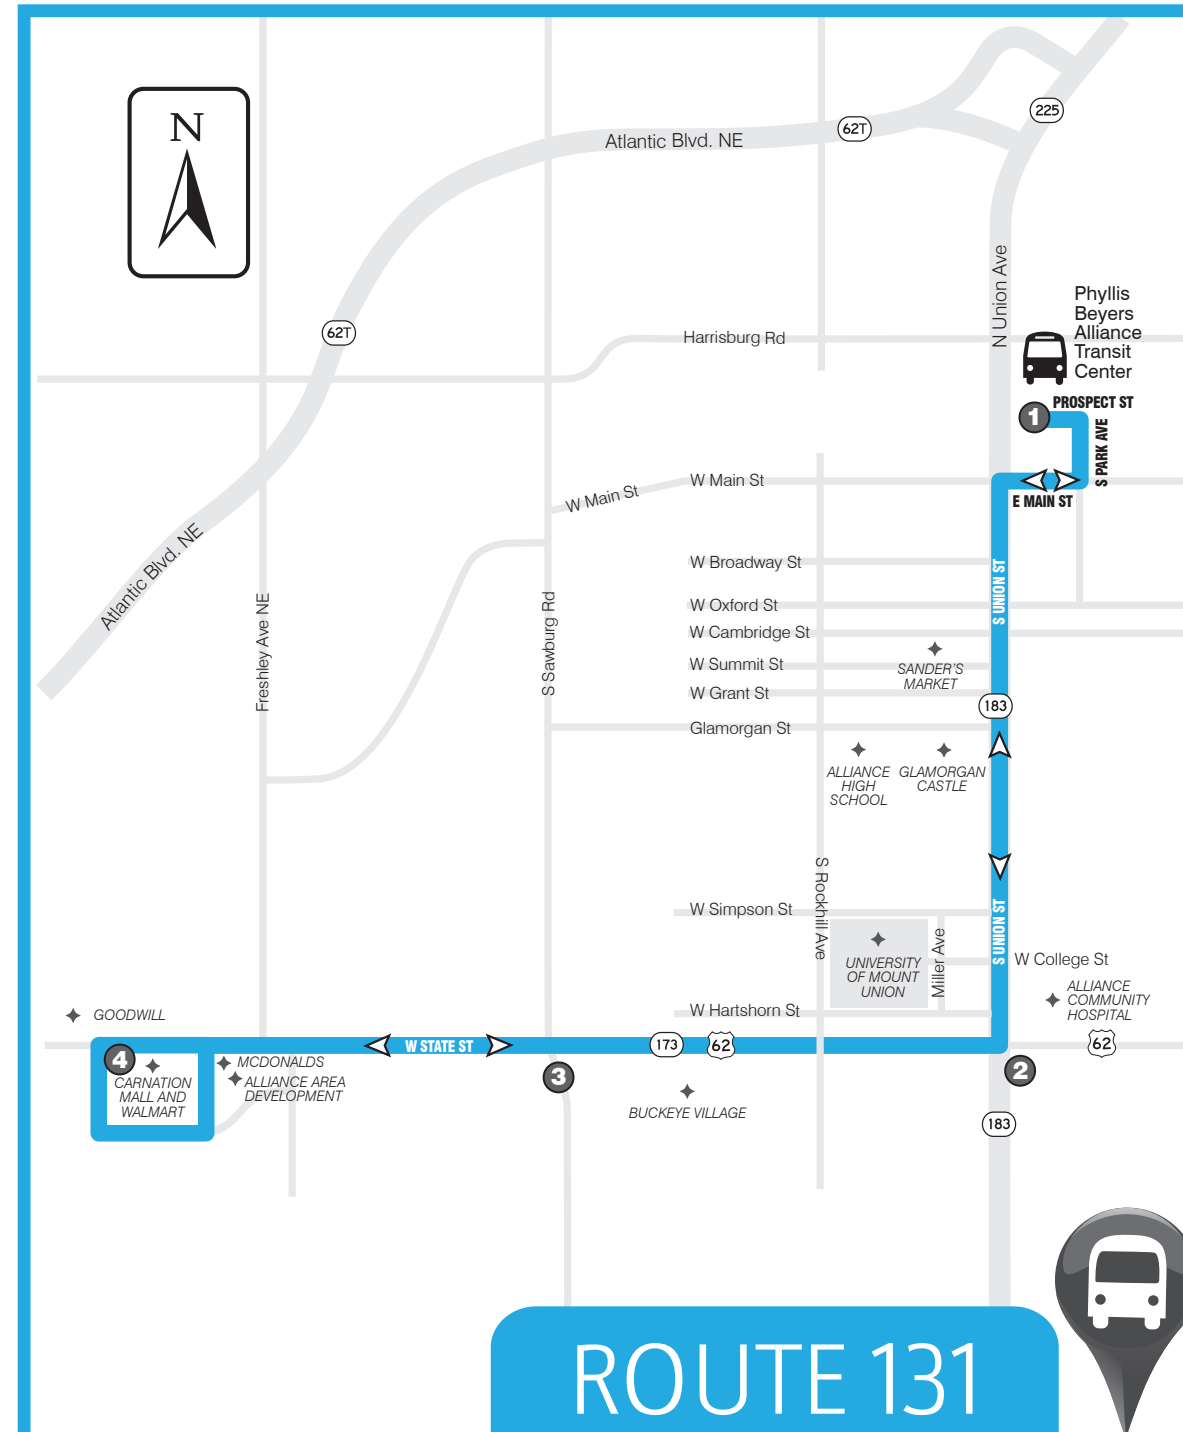 N
225
62T
Atlantic Blvd. NE
N Union Ave
Phyllis
Beyers
Alliance
Transit
Center
62T
Harrisburg Rd
1
PROSPECT ST
S PARK AVE
W Main St
W Main St
E MAIN ST
Atlantic Blvd. NE
W Broadway St
S UNION ST
Freshley Ave NE
S Sawburg Rd
W Oxford St
W Cambridge St
W Summit St
SANDER'S
MARKET
W Grant St
183
Glamorgan St
ALLIANCE
HIGH
SCHOOL
GLAMORGAN
CASTLE
S Rockhill Ave
W Simpson St
S UNION ST
Miller Ave
UNIVERSITY
OF MOUNT
UNION
W College St
ALLIANCE
COMMUNITY
HOSPITAL
W Hartshorn St
GOODWILL
W STATE ST
173
62
62
4
CARNATION
MALL AND
WALMART
MCDONALDS
ALLIANCE AREA
DEVELOPMENT
3
2
BUCKEYE VILLAGE
183
ROUTE 131